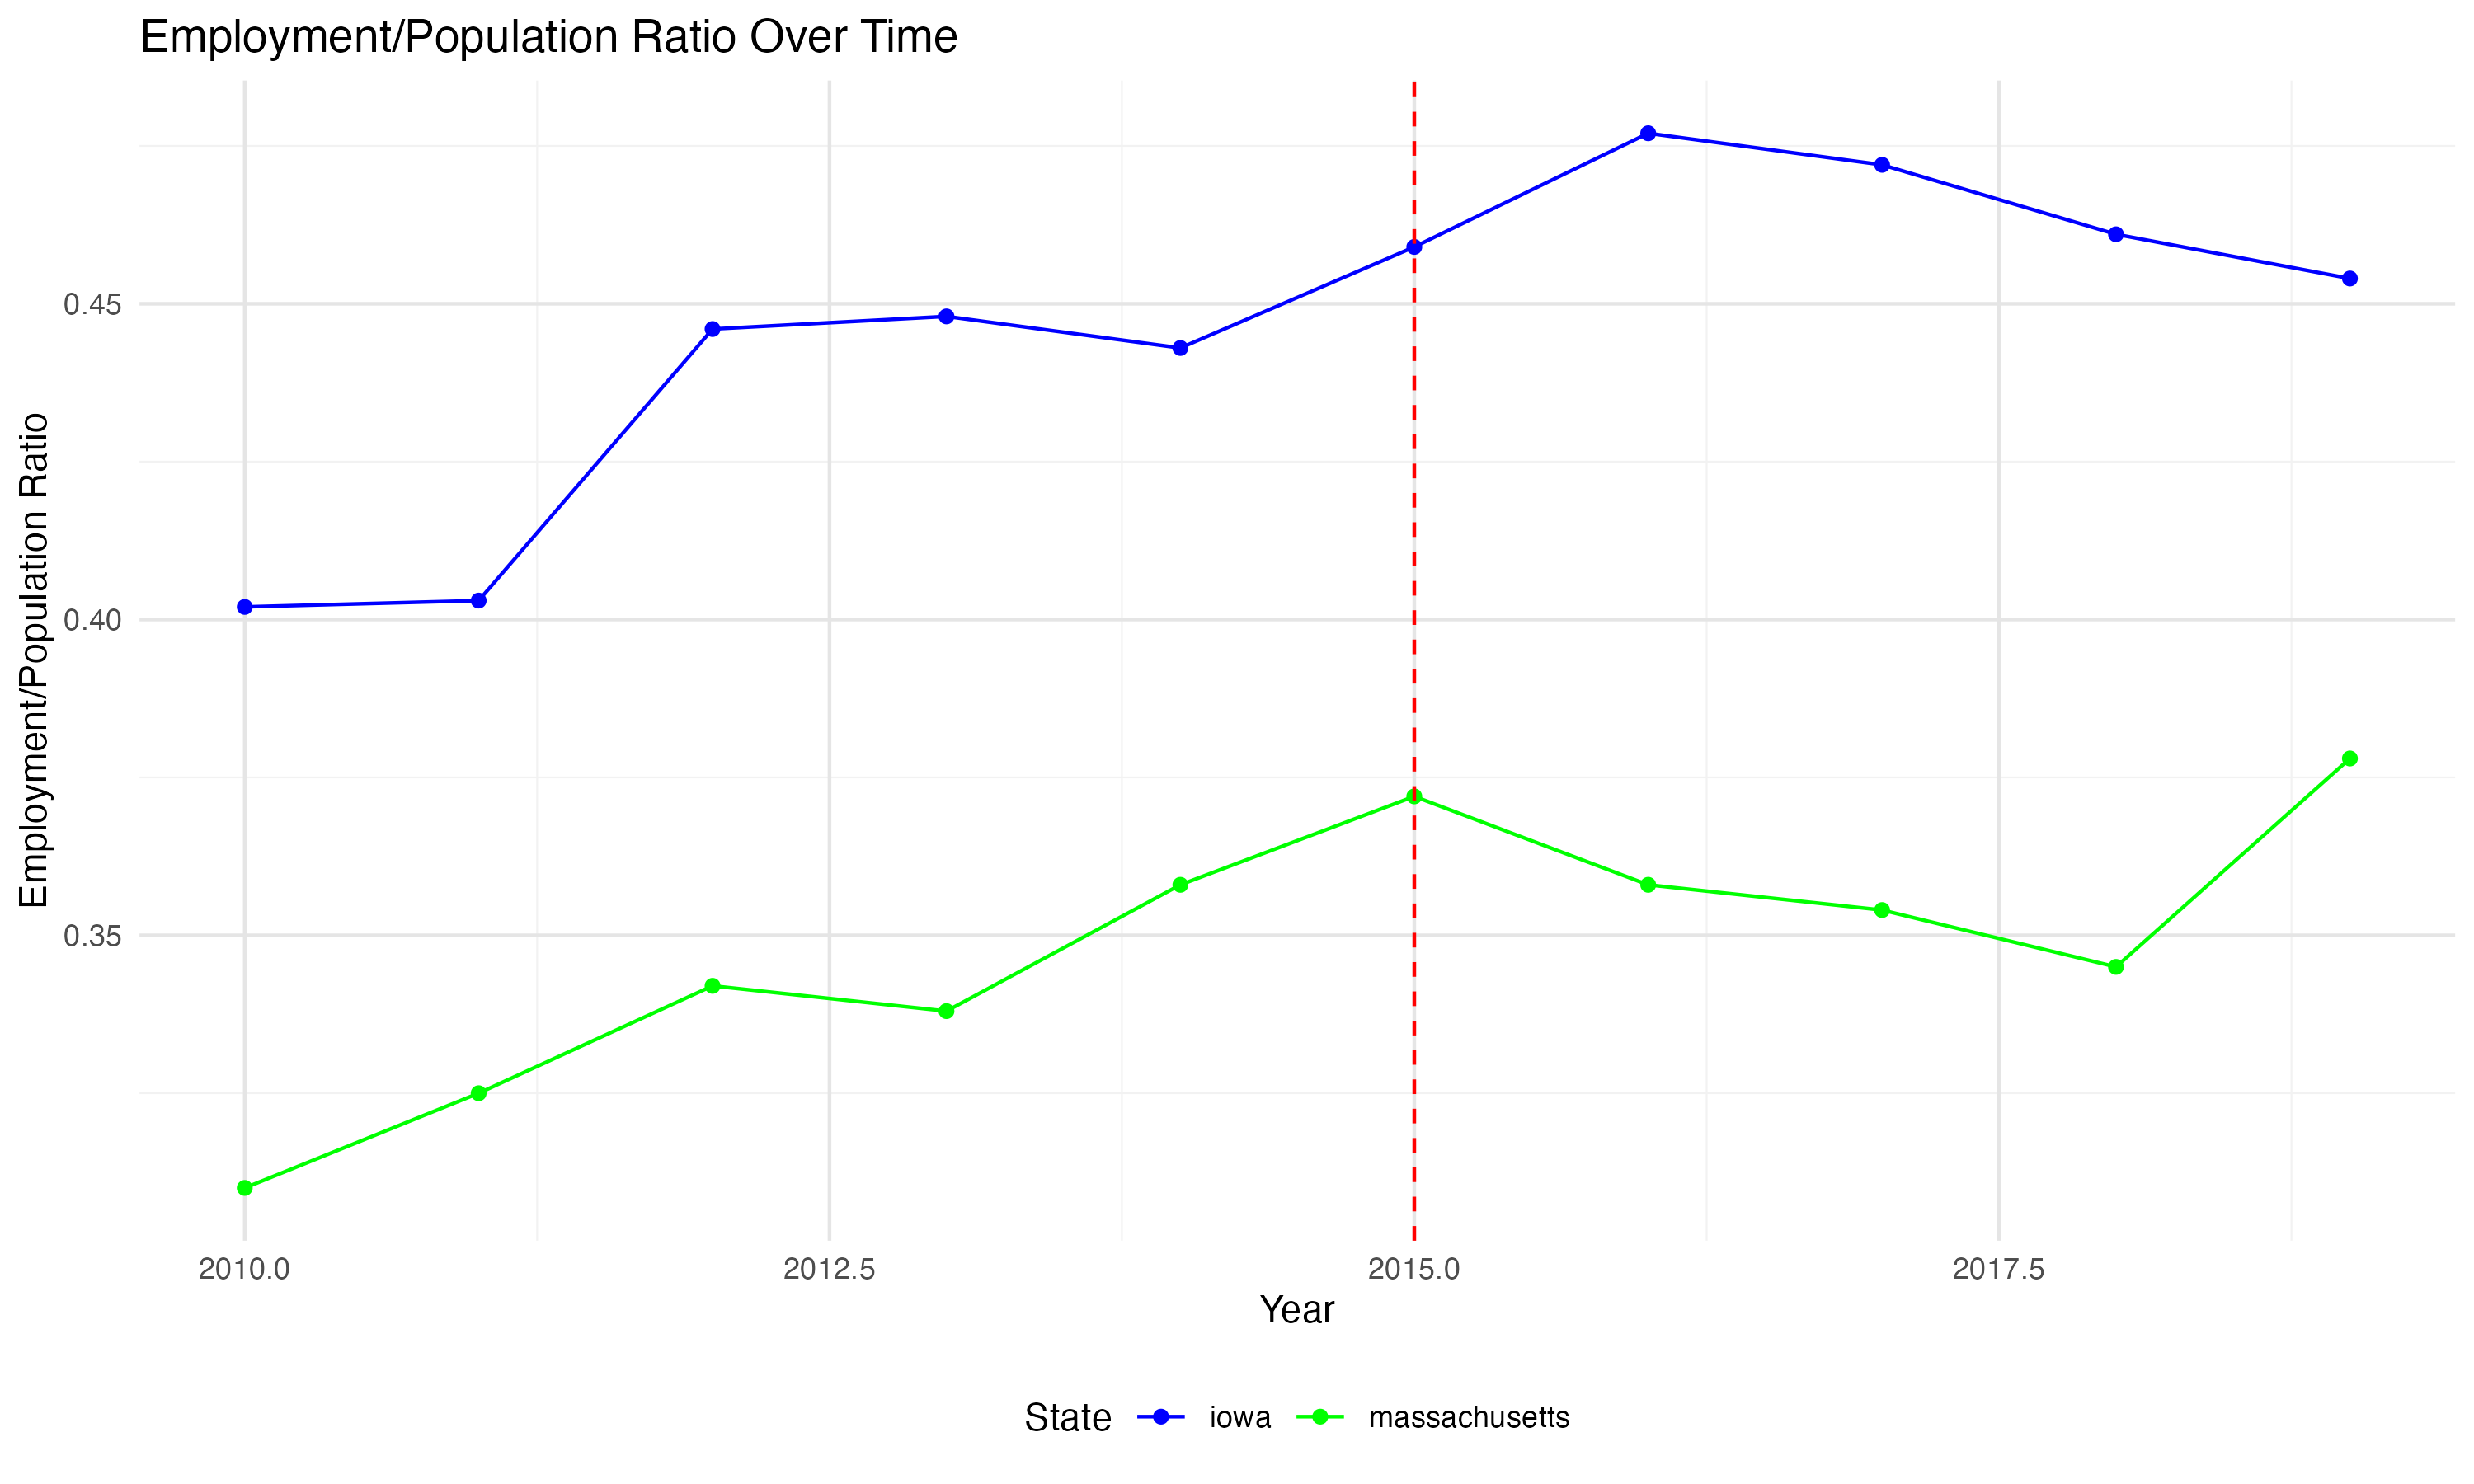 Employment/Population Ratio Over Time
Employment/Population Ratio
0.45
0.40
0.35
2010.0 2012.5 2015.0 2017.5
Year
State iowa massachusetts